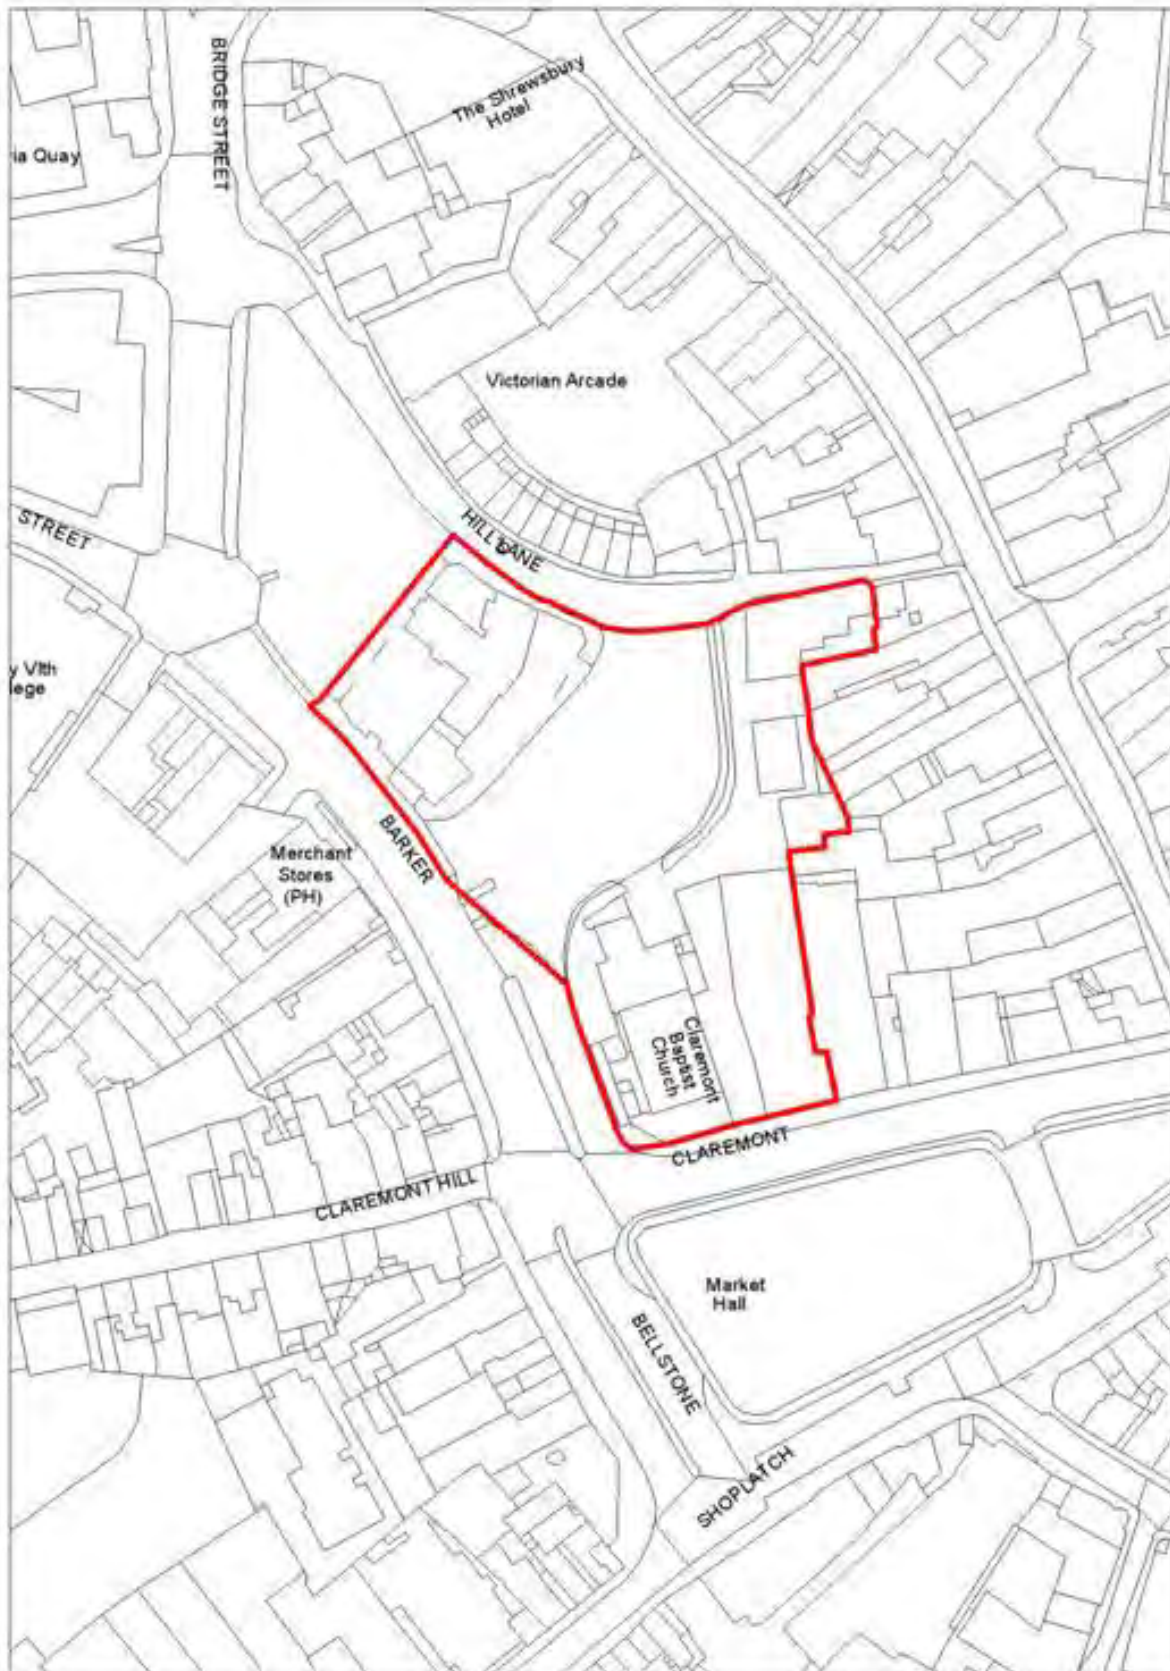 BRIDGE STREET
The Shrewsbury
Hotel
ia Quay
Victorian Arcade
STREET
HILL LANE
y VIth
lege
BARKER
Merchant
Stores
(PH)
Claremont
Baptist
Church
CLAREMONT
CLAREMONT HILL
Market
Hall
BELLSTONE
SHOPLATCH